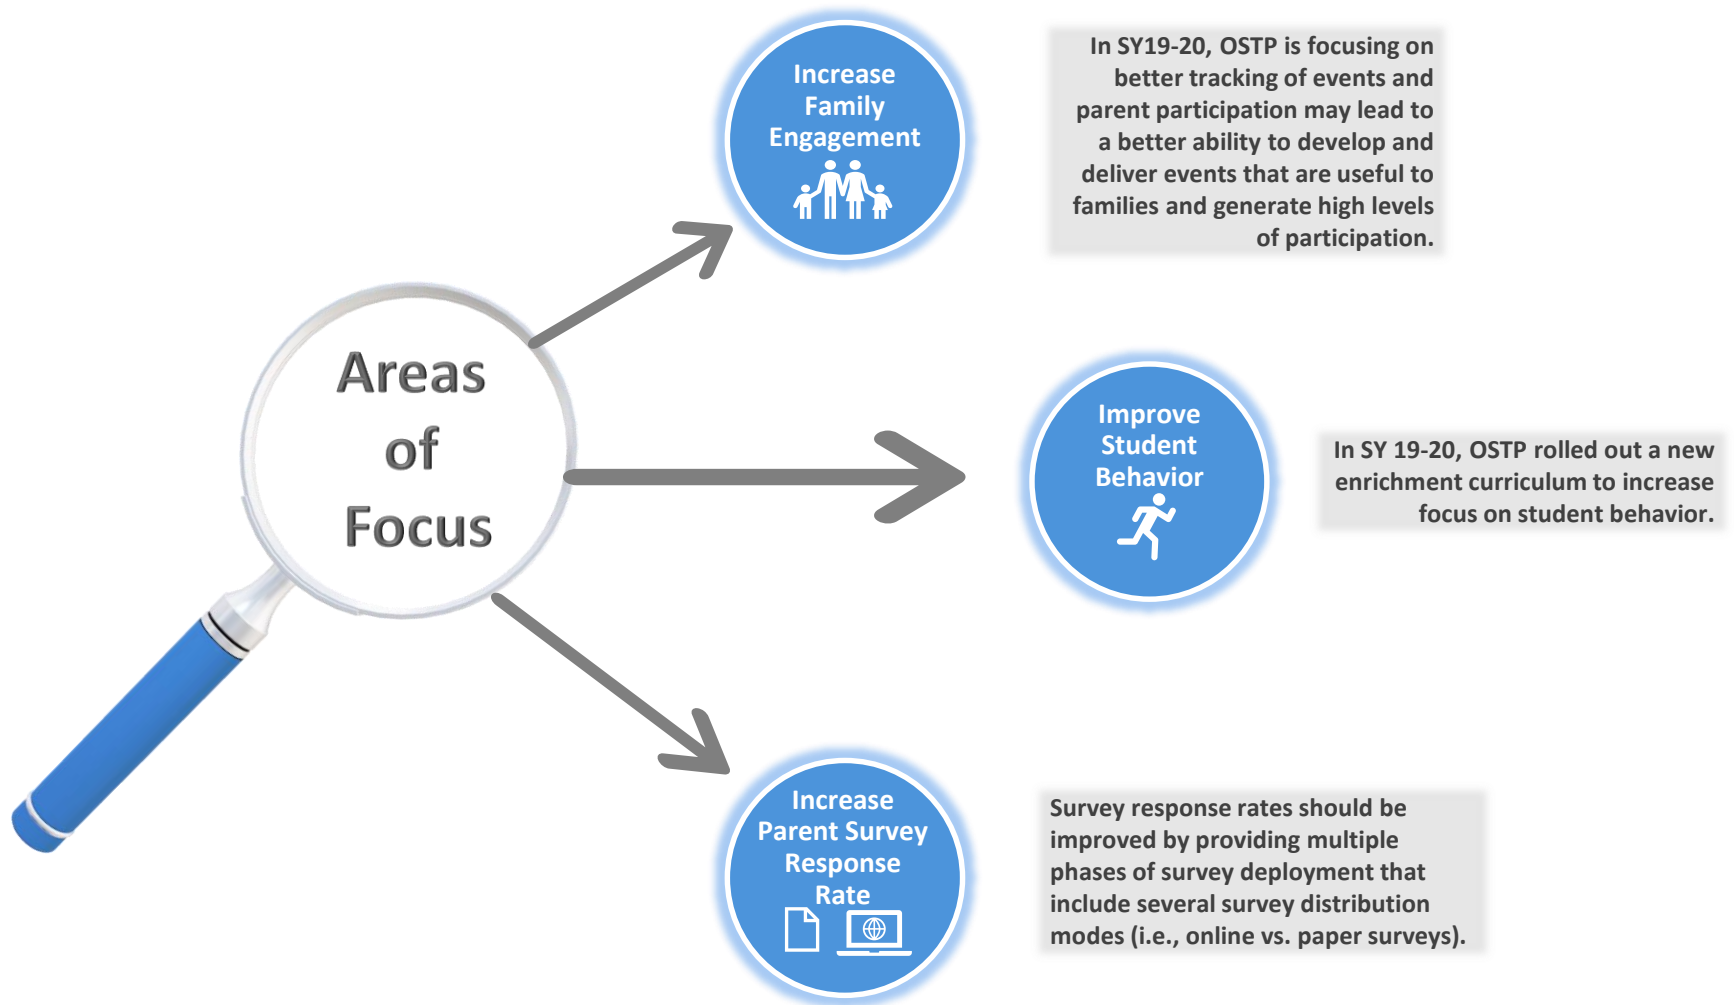 Areas
of
Focus
Increase
Family
Engagement
In SY19-20, OSTP is focusing on
better tracking of events and
parent participation may lead to
a better ability to develop and
deliver events that are useful to
families and generate high levels
of participation.
Improve
Student
Behavior
In SY 19-20, OSTP rolled out a new
enrichment curriculum to increase
focus on student behavior.
Increase
Parent Survey
Response
Rate
Survey response rates should be
improved by providing multiple
phases of survey deployment that
include several survey distribution
modes (i.e., online vs. paper surveys).